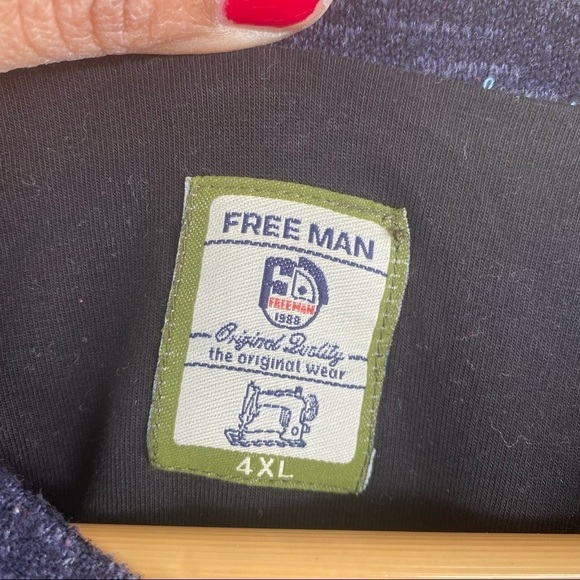 FREE MAN
FREEMAN
1988
Original Quality
the original wear
4XL